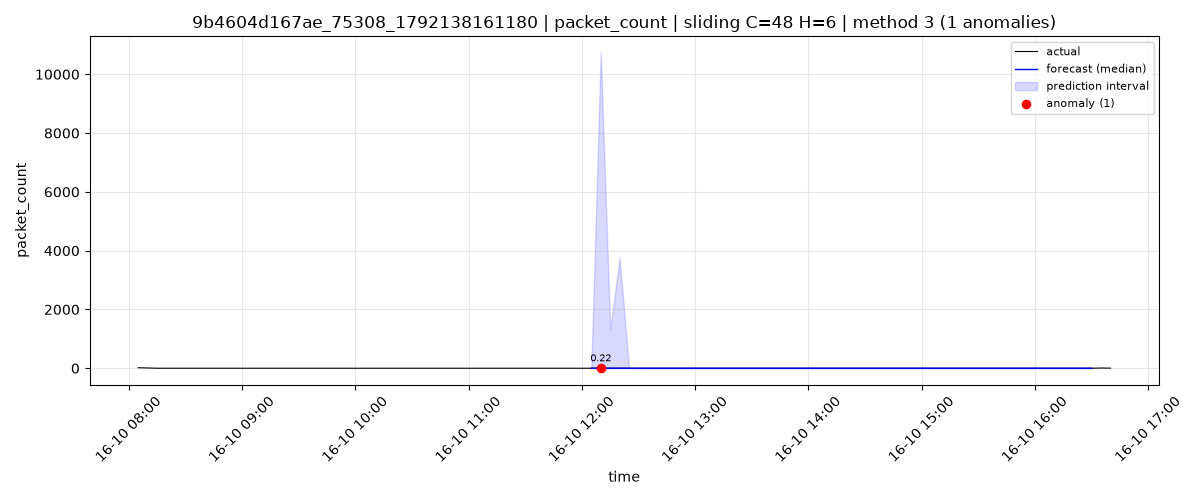 9b4604d167ae_75308_1792138161180 | packet_count | sliding C=48 H=6 | method 3 (1 anomalies)
actual
forecast (median)
prediction interval
anomaly (1)
packet_count
10000
8000
6000
4000
2000
0
0.22
16-10 08:00
16-10 09:00
16-10 10:00
16-10 11:00
16-10 12:00
16-10 13:00
16-10 14:00
16-10 15:00
16-10 16:00
16-10 17:00
time